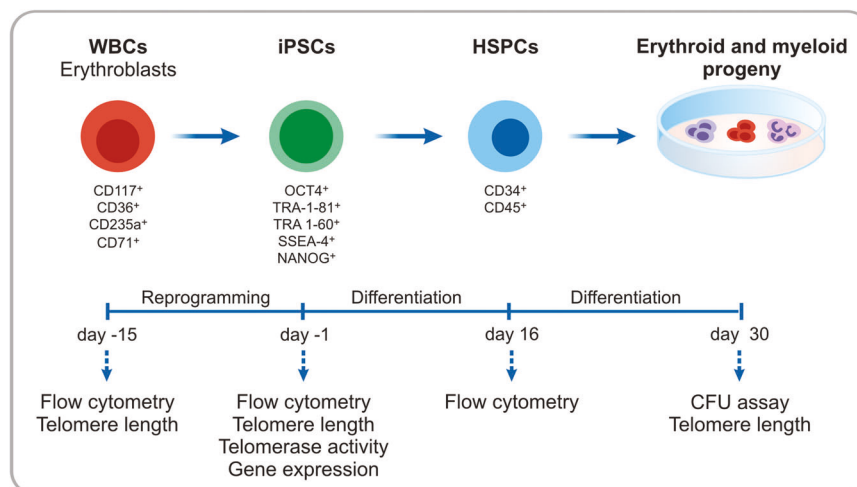 WBCs
Erythroblasts
iPSCs
HSPCs
Erythroid and myeloid
progeny
CD117⁺
CD36⁺
CD235a⁺
CD71⁺
OCT4⁺
TRA-1-81⁺
TRA 1-60⁺
SSEA-4⁺
NANOG⁺
CD34⁺
CD45⁺
Reprogramming
Differentiation
Differentiation
day -15
day -1
day 16
day 30
Flow cytometry
Telomere length
Flow cytometry
Telomere length
Telomerase activity
Gene expression
Flow cytometry
CFU assay
Telomere length